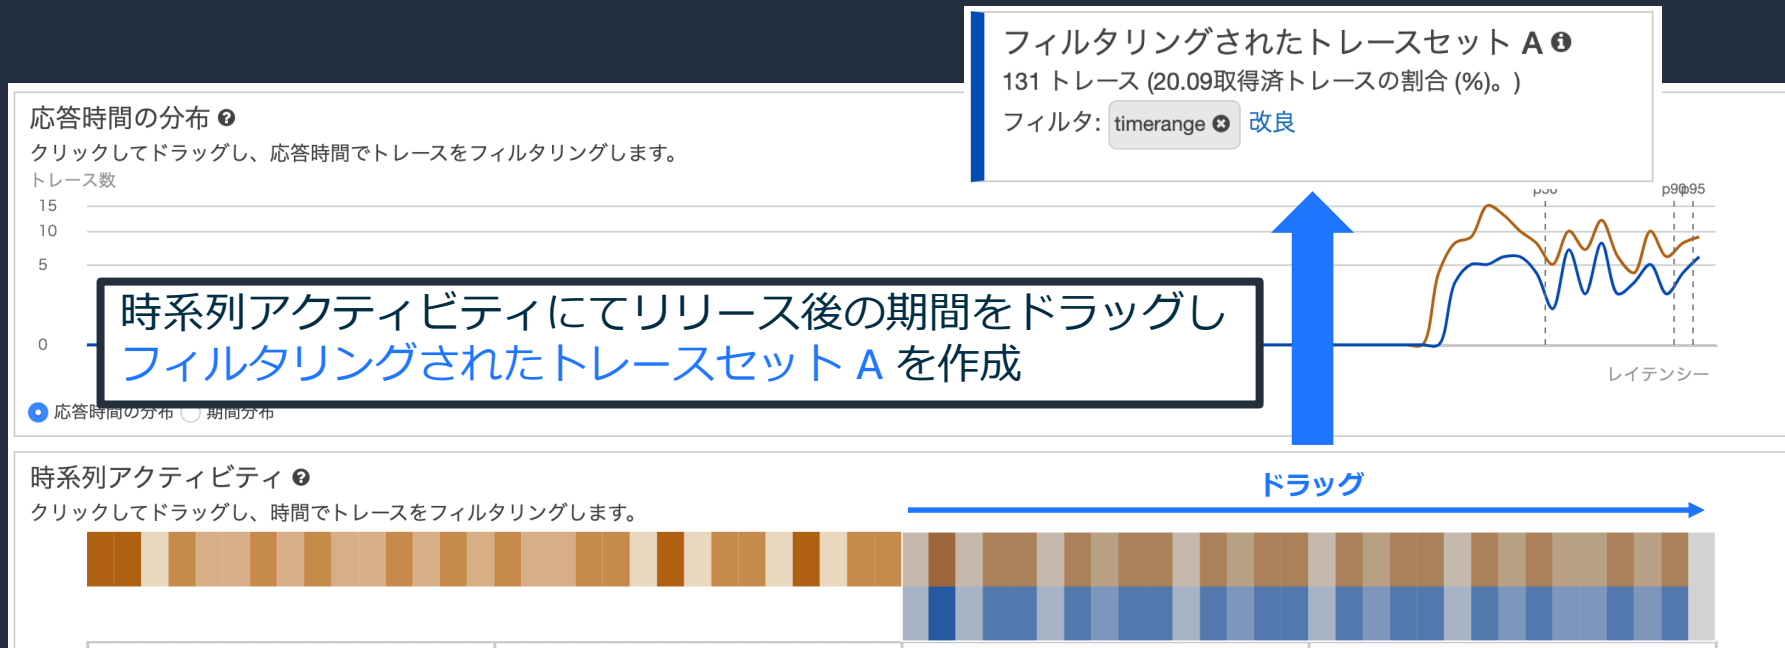 フィルタリングされたトレースセット A
131 トレース (20.09取得済トレースの割合 (%)。)
フィルタ: timerange 改良
応答時間の分布
クリックしてドラッグし、応答時間でトレースをフィルタリングします。
トレース数
15
10
5
0
p50
p90
p95
レイテンシー
時系列アクティビティにてリリース後の期間をドラッグし
フィルタリングされたトレースセット A を作成
応答時間の分布 期間分布
時系列アクティビティ
クリックしてドラッグし、時間でトレースをフィルタリングします。
ドラッグ